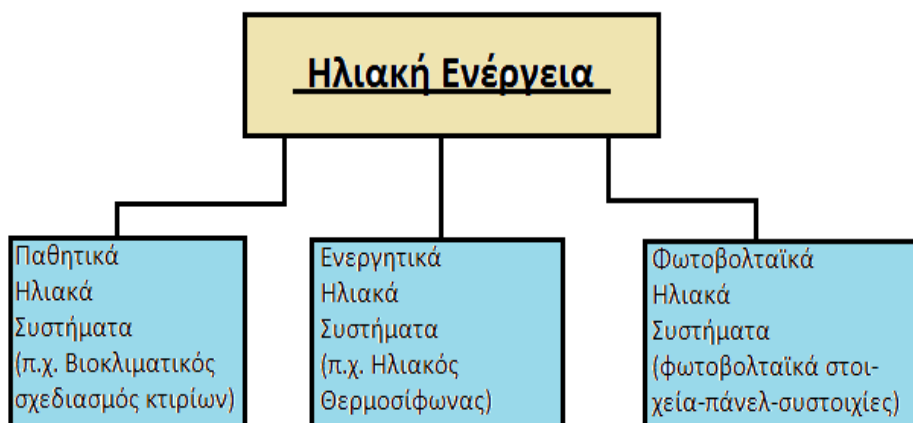 Ηλιακή Ενέργεια
Παθητικά
Ηλιακά
Συστήματα
(π.χ. Βιοκλιματικός
σχεδιασμός κτιρίων)
Ενεργητικά
Ηλιακά
Συστήματα
(π.χ. Ηλιακός
Θερμοσίφωνας)
Φωτοβολταϊκά
Ηλιακά
Συστήματα
(φωτοβολταϊκά στοι-
χεία-πάνελ-συστοιχίες)